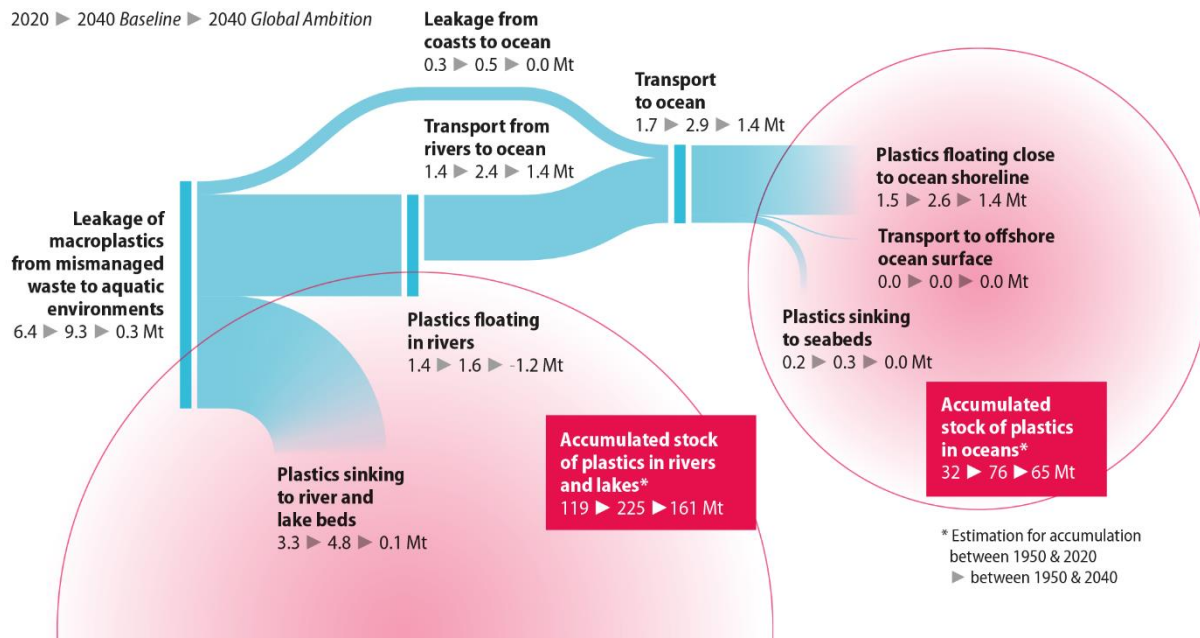 2020 ▶ 2040 Baseline ▶ 2040 Global Ambition
Leakage from
coasts to ocean
0.3 ▶ 0.5 ▶ 0.0 Mt
Transport
to ocean
1.7 ▶ 2.9 ▶ 1.4 Mt
Transport from
rivers to ocean
1.4 ▶ 2.4 ▶ 1.4 Mt
Plastics floating close
to ocean shoreline
1.5 ▶ 2.6 ▶ 1.4 Mt
Leakage of
macroplastics
from mismanaged
waste to aquatic
environments
6.4 ▶ 9.3 ▶ 0.3 Mt
Transport to offshore
ocean surface
0.0 ▶ 0.0 ▶ 0.0 Mt
Plastics floating
in rivers
1.4 ▶ 1.6 ▶ -1.2 Mt
Plastics sinking
to seabeds
0.2 ▶ 0.3 ▶ 0.0 Mt
Accumulated
stock of plastics
in oceans*
32 ▶ 76 ▶ 65 Mt
Accumulated stock
of plastics in rivers
and lakes*
119 ▶ 225 ▶ 161 Mt
Plastics sinking
to river and
lake beds
3.3 ▶ 4.8 ▶ 0.1 Mt
* Estimation for accumulation
between 1950 & 2020
▶ between 1950 & 2040